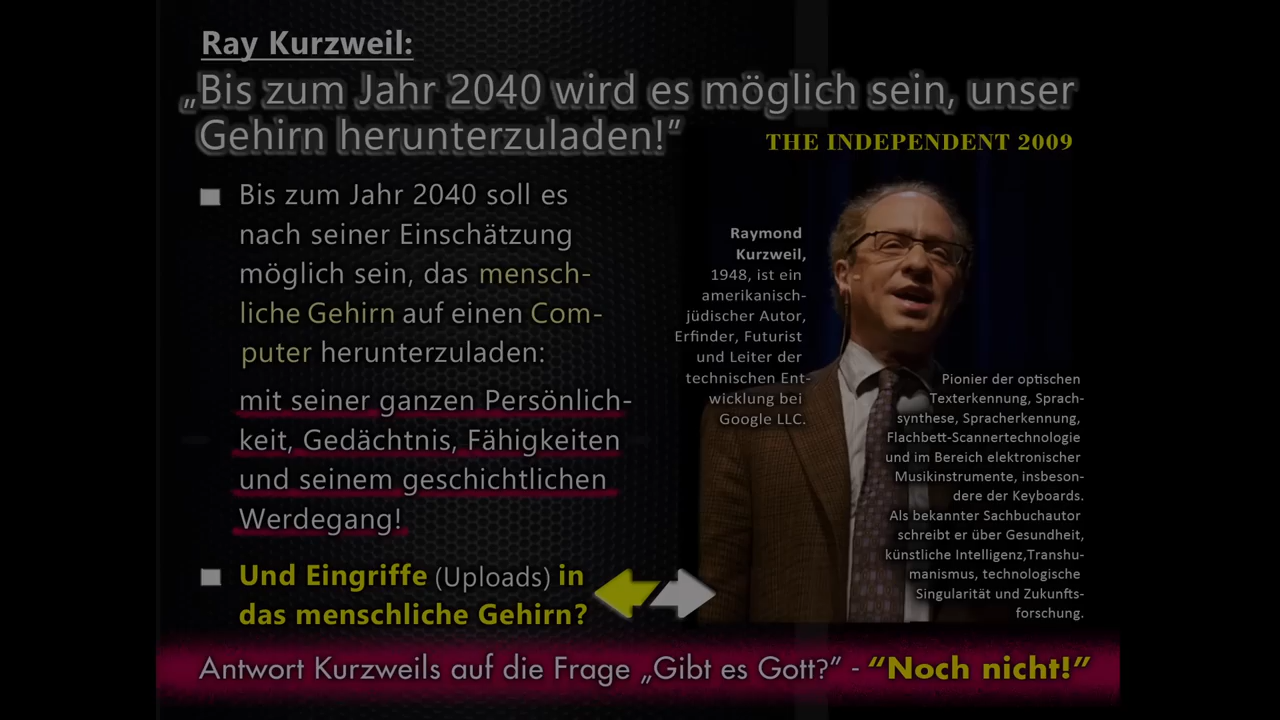 Ray Kurzweil:
„Bis zum Jahr 2040 wird es möglich sein, unser
Gehirn herunterzuladen!”
THE INDEPENDENT 2009
Bis zum Jahr 2040 soll es
nach seiner Einschätzung
möglich sein, das mensch-
liche Gehirn auf einen Com-
puter herunterzuladen:
mit seiner ganzen Persönlich-
keit, Gedächtnis, Fähigkeiten
und seinem geschichtlichen
Werdegang!
Und Eingriffe (Uploads) in
das menschliche Gehirn?
Raymond
Kurzweil,
1948, ist ein
amerikanisch-
jüdischer Autor,
Erfinder, Futurist
und Leiter der
technischen Ent-
wicklung bei
Google LLC.
Pionier der optischen
Texterkennung, Sprach-
synthese, Spracherkennung,
Flachbett-Scannertechnologie
und im Bereich elektronischer
Musikinstrumente, insbeson-
dere der Keyboards.
Als bekannter Sachbuchautor
schreibt er über Gesundheit,
künstliche Intelligenz,Transhu-
manismus, technologische
Singularität und Zukunfts-
forschung.
Antwort Kurzweils auf die Frage „Gibt es Gott?” - “Noch nicht!”